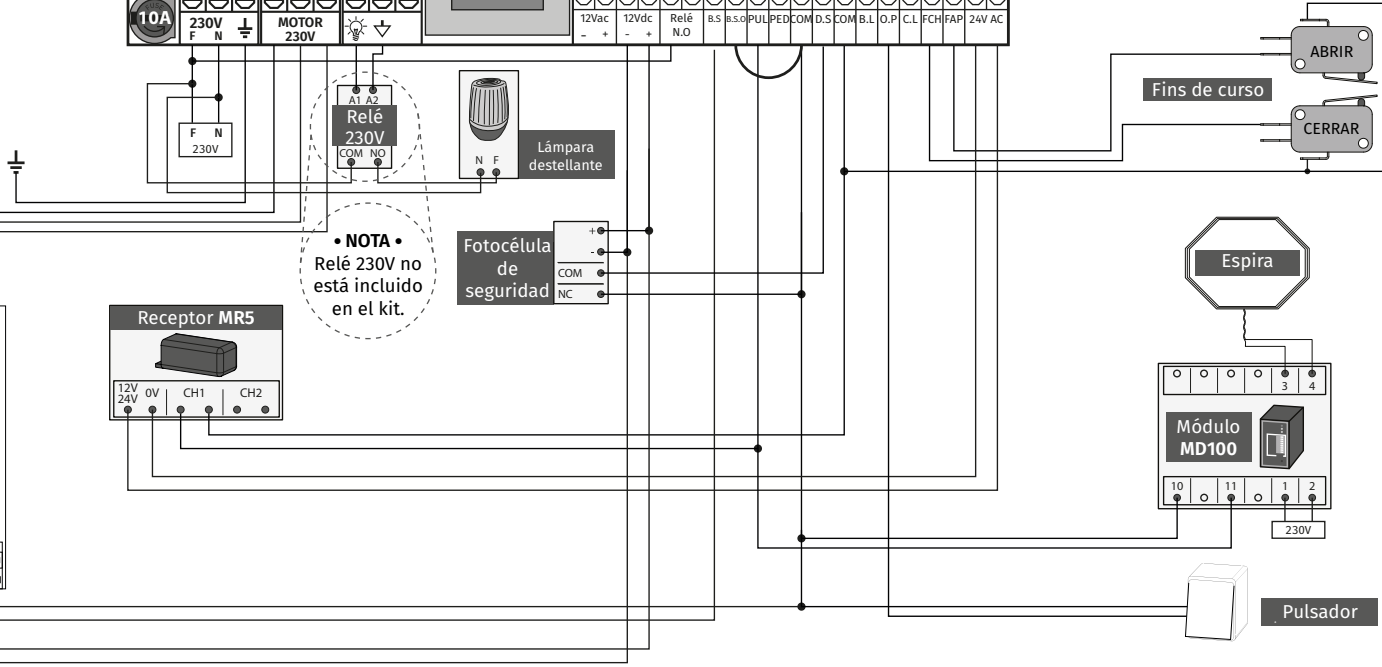 FUSE
10A
230V
F N
MOTOR
230V
12Vac
- +
12Vdc
- +
Relé
N.O
B.S
B.S.O
PUL
PED
COM
D.S
COM
B.L
O.P
C.L
FCH
FAP
24V AC
F N
230V
A1 A2
Relé
230V
COM NO
N F
Lámpara
destellante
• NOTA •
Relé 230V no
está incluido
en el kit.
Fotocélula
de
seguridad
+
-
COM
NC
Fins de curso
ABRIR
CERRAR
Espira
Receptor MR5
12V
24V
0V
CH1
CH2
3 4
Módulo
MD100
10 11 1 2
230V
Pulsador